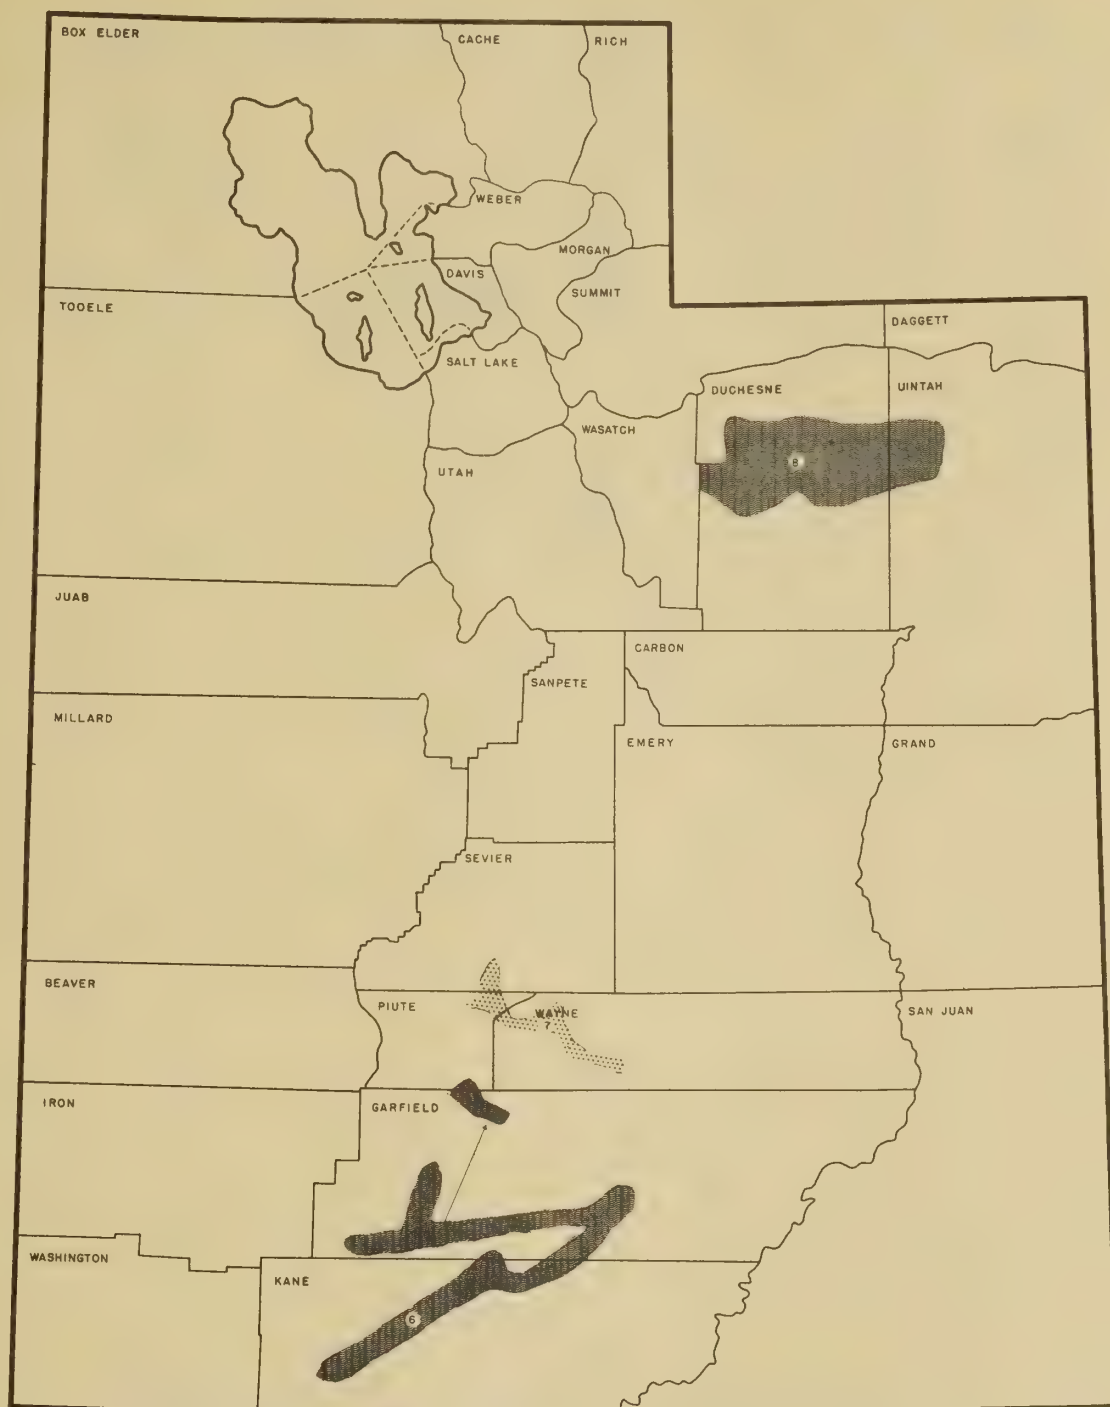 BOX ELDER
CACHE
RICH
WEBER
MORGAN
DAVIS
SUMMIT
TOOELE
DAGGETT
SALT LAKE
DUCHESNE
UINTAH
WASATCH
8
UTAH
JUAB
CARBON
SANPETE
MILLARD
EMERY
GRAND
SEVIER
BEAVER
PIUTE
WAYNE
7
SAN JUAN
IRON
GARFIELD
WASHINGTON
KANE
6